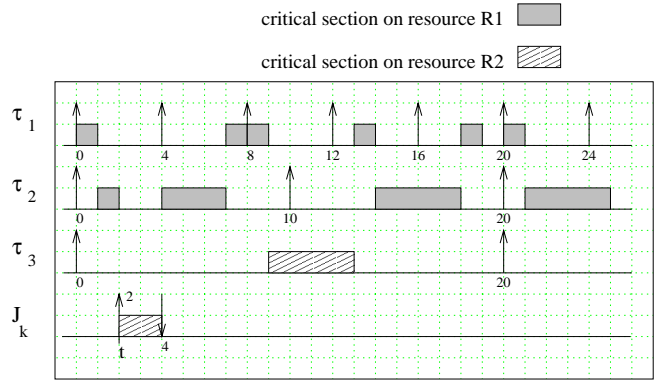 critical section on resource R1
critical section on resource R2
τ1
0 4 8 12 16 20 24
τ2
0 10 20
τ3
0 20
Jk
2
t 4